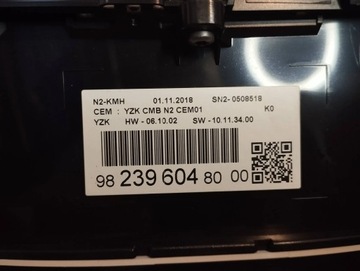 N2-KMH 01.11.2018 SN2-0508518
CEM : YZK CMB N2 CEM01 K0
YZK HW - 06.10.02 SW - 10.11.34.00
98 239 604 80 00